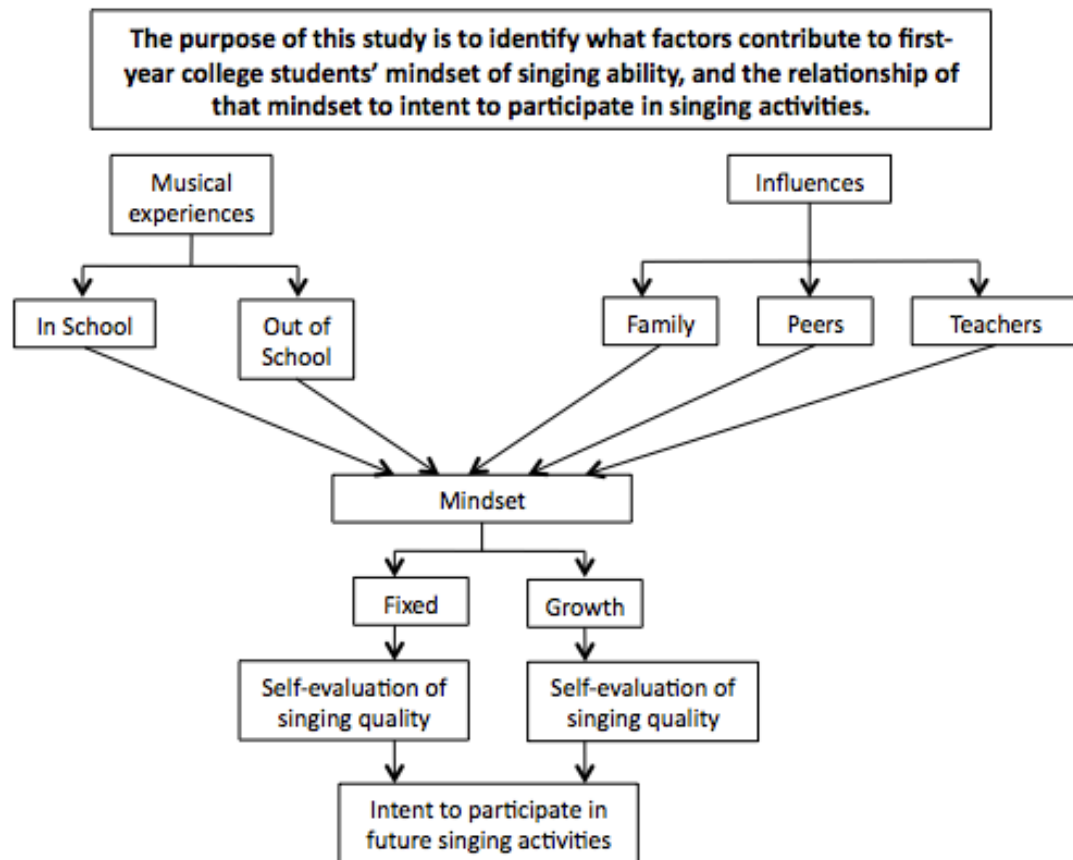 The purpose of this study is to identify what factors contribute to first-
year college students’ mindset of singing ability, and the relationship of
that mindset to intent to participate in singing activities.
Musical
experiences
Influences
In School
Out of
School
Family
Peers
Teachers
Mindset
Fixed
Growth
Self-evaluation of
singing quality
Self-evaluation of
singing quality
Intent to participate in
future singing activities